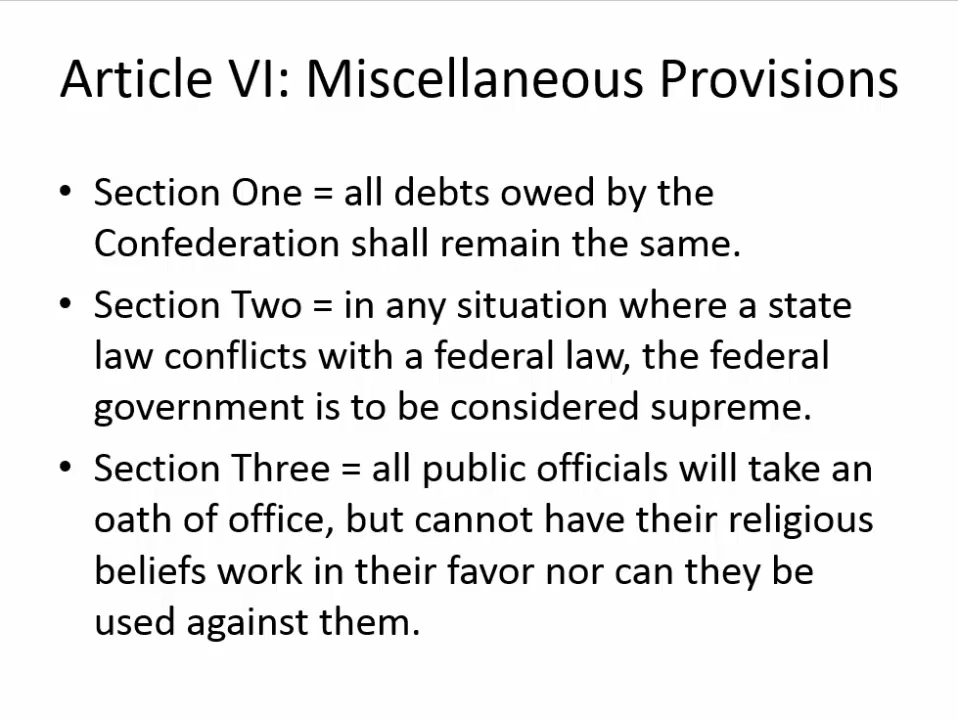 Article VI: Miscellaneous Provisions
• Section One = all debts owed by the
Confederation shall remain the same.
• Section Two = in any situation where a state
law conflicts with a federal law, the federal
government is to be considered supreme.
• Section Three = all public officials will take an
oath of office, but cannot have their religious
beliefs work in their favor nor can they be
used against them.